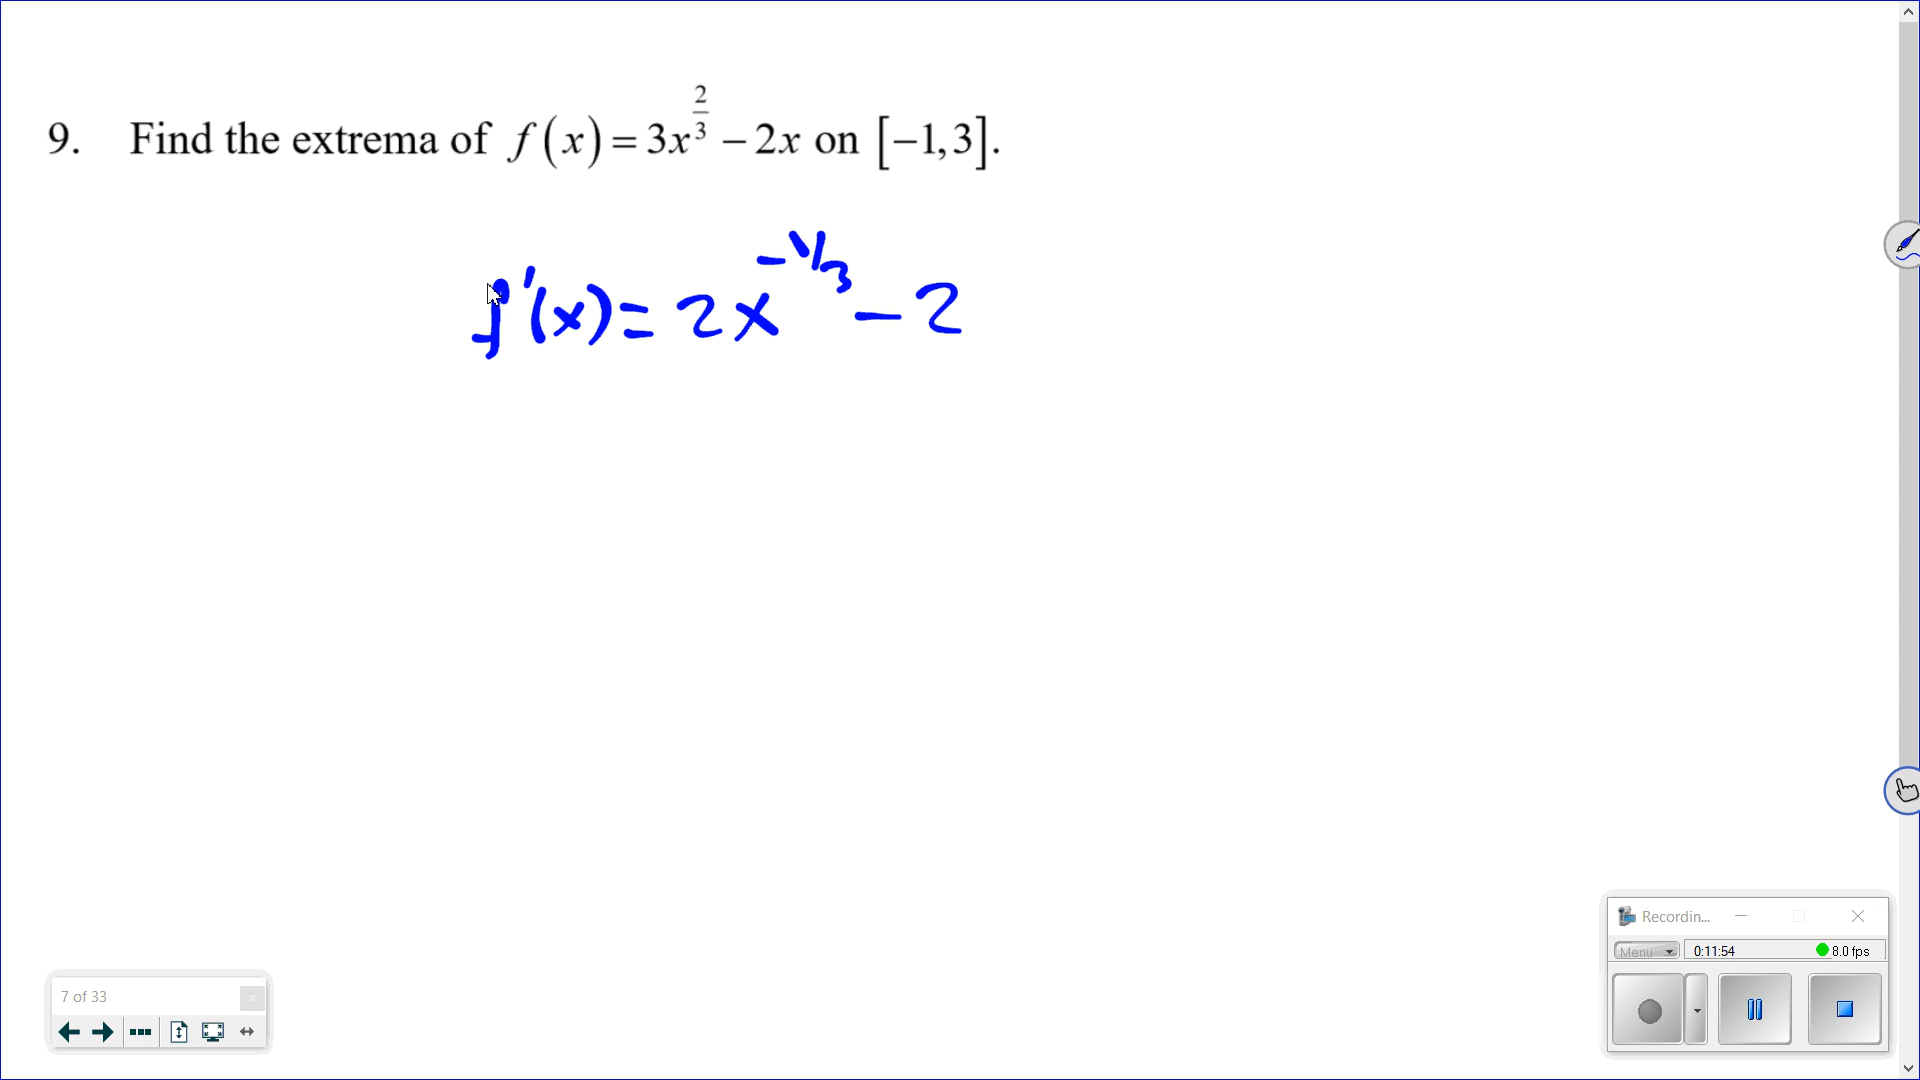 9. Find the extrema of f(x) = 3x^{2/3} − 2x on [−1,3].
f'(x) = 2x^{-1/3} − 2
Recordin...
Menu 0:11:54 8.0 fps
7 of 33